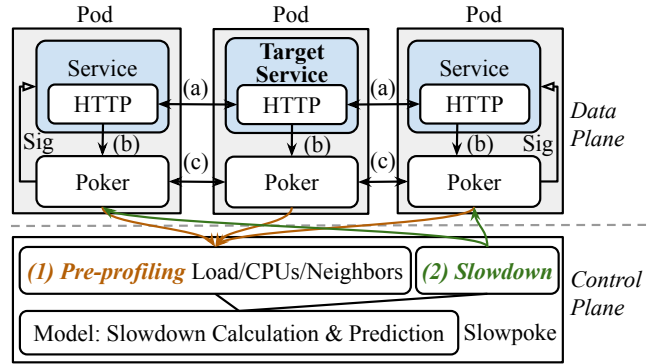 Pod Pod Pod
Service Target Service Service
HTTP (a) HTTP (a) HTTP
Sig (b) (b) (b) Sig
Poker (c) Poker (c) Poker
Data Plane
(1) Pre-profiling Load/CPUs/Neighbors
(2) Slowdown
Control Plane
Model: Slowdown Calculation & Prediction
Slowpoke